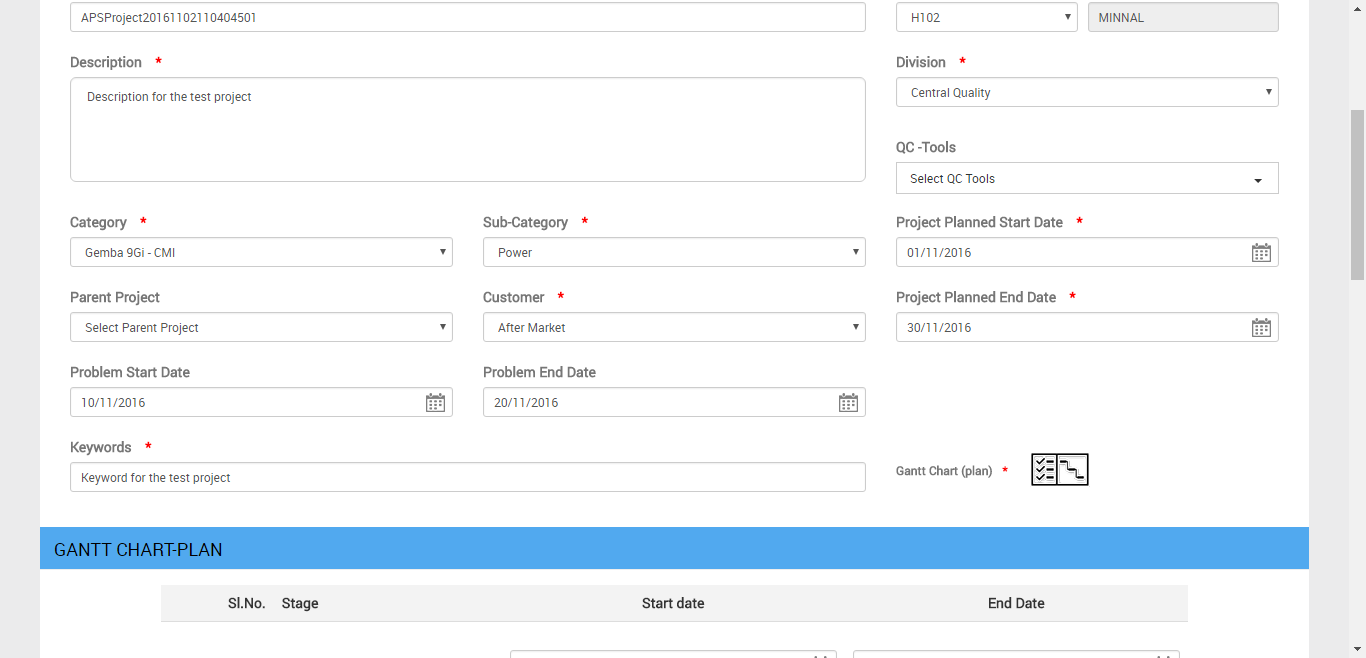 APSProject20161102110404501
H102
MINNAL
Description *
Division *
Description for the test project
Central Quality
QC -Tools
Select QC Tools
Category *
Sub-Category *
Project Planned Start Date *
Gemba 9Gi - CMI
Power
01/11/2016
Parent Project
Customer *
Project Planned End Date *
Select Parent Project
After Market
30/11/2016
Problem Start Date
Problem End Date
10/11/2016
20/11/2016
Keywords *
Keyword for the test project
Gantt Chart (plan) *
GANTT CHART-PLAN
Sl.No. Stage Start date End Date